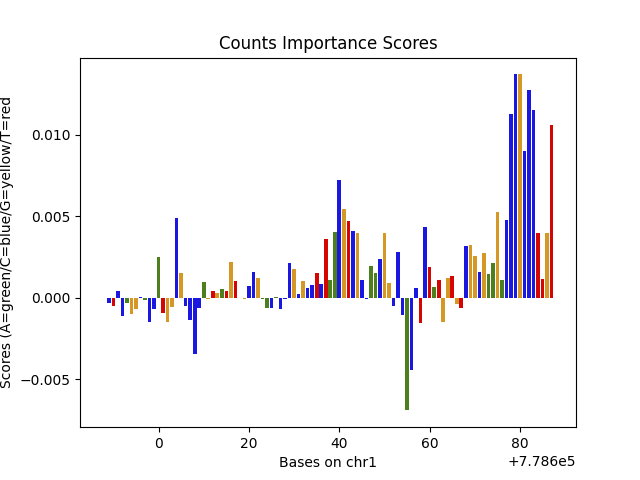 Counts Importance Scores
Scores (A=green/C=blue/G=yellow/T=red
0.010
0.005
0.000
−0.005
0
20
40
60
80
+7.786e5
Bases on chr1